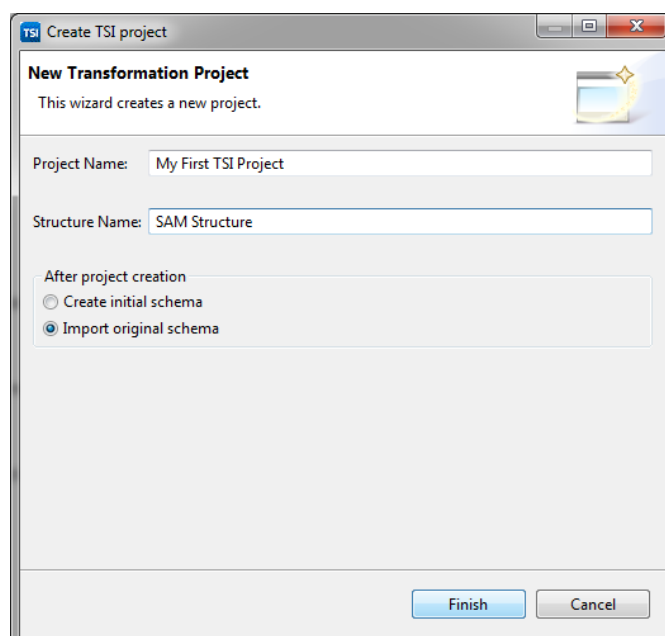 TSI Create TSI project
New Transformation Project
This wizard creates a new project.
Project Name: My First TSI Project
Structure Name: SAM Structure
After project creation
Create initial schema
Import original schema
Finish Cancel